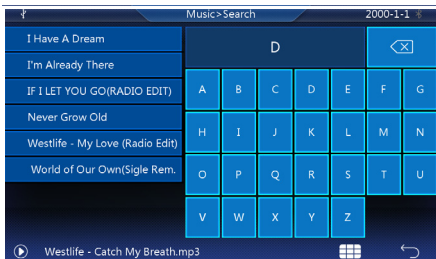 Music>Search 2000-1-1
I Have A Dream
I'm Already There
IF I LET YOU GO(RADIO EDIT)
Never Grow Old
Westlife - My Love (Radio Edit)
World of Our Own(Sigle Rem.
D
A B C D E F G
H I J K L M N
O P Q R S T U
V W X Y Z
Westlife - Catch My Breath.mp3